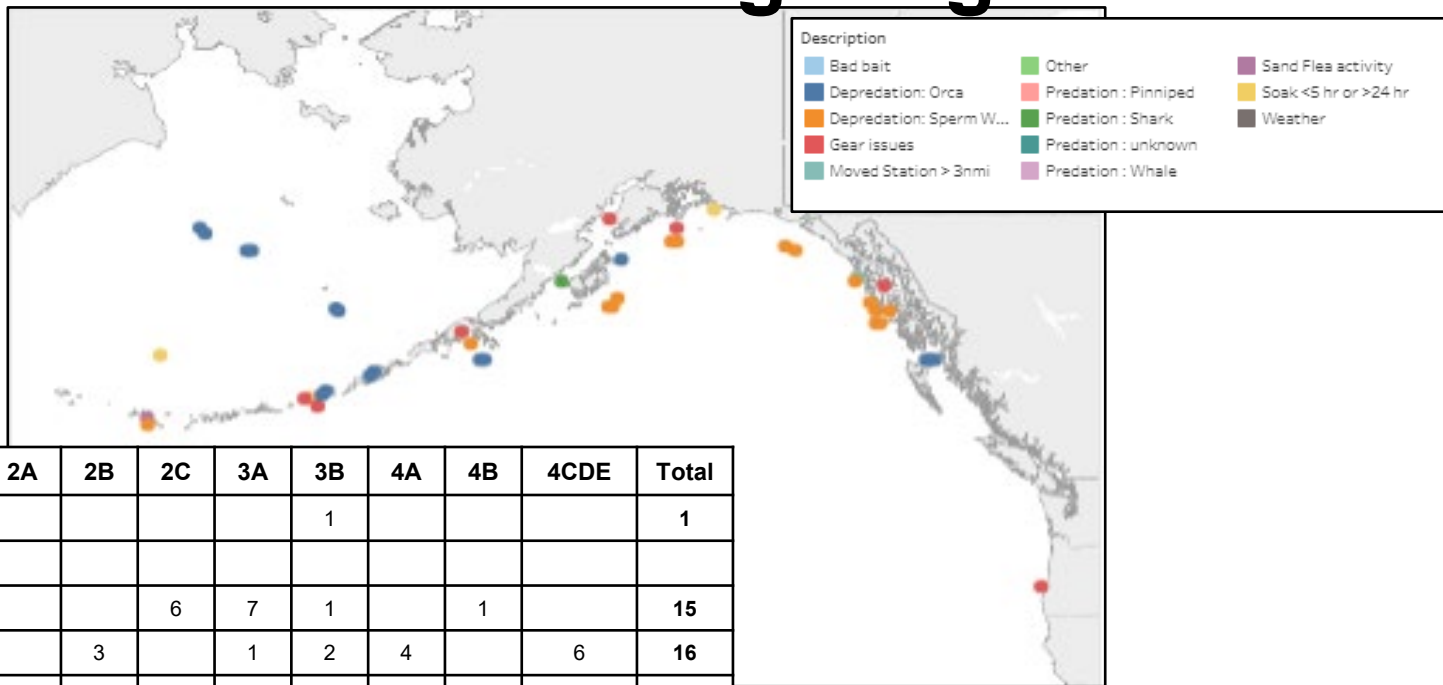 g g
Description
Bad bait
Depredation: Orca
Depredation: Sperm W...
Gear issues
Moved Station > 3nmi
Other
Predation : Pinniped
Predation : Shark
Predation : unknown
Predation : Whale
Sand Flea activity
Soak <5 hr or >24 hr
Weather
2A 2B 2C 3A 3B 4A 4B 4CDE Total
1 1
6 7 1 1 15
3 1 2 4 6 16